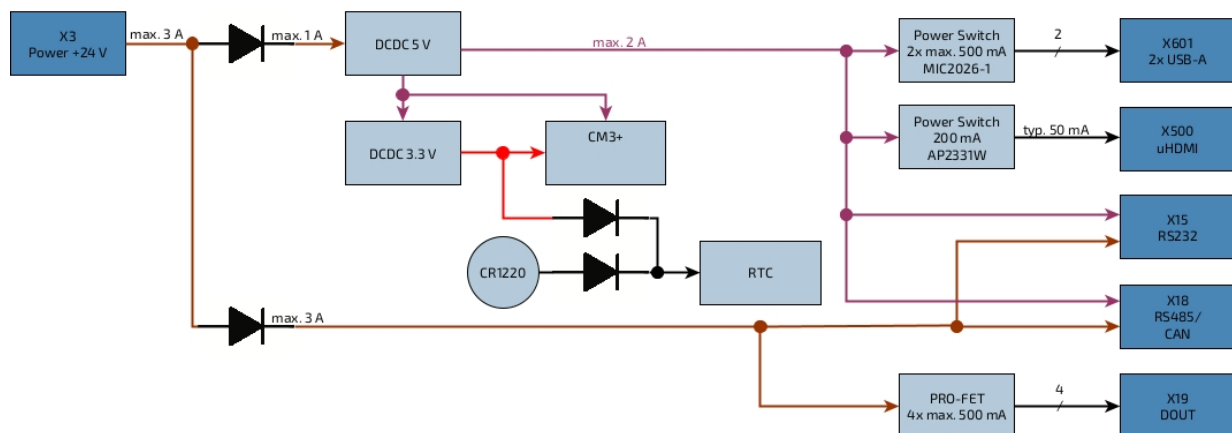 X3
Power +24 V
max. 3 A
max. 1 A
DCDC 5 V
max. 2 A
Power Switch
2x max. 500 mA
MIC2026-1
2
X601
2x USB-A
DCDC 3.3 V
CM3+
Power Switch
200 mA
AP2331W
typ. 50 mA
X500
uHDMI
X15
RS232
CR1220
RTC
max. 3 A
X18
RS485/
CAN
PRO-FET
4x max. 500 mA
4
X19
DOUT